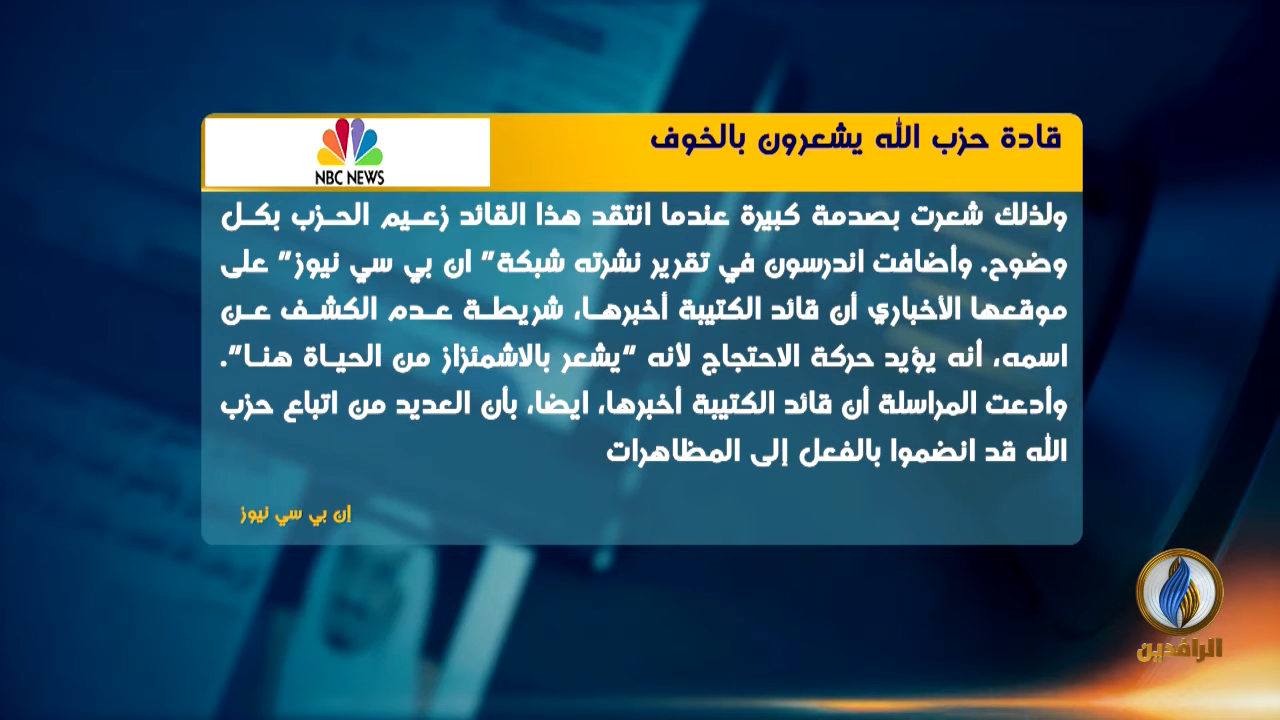 قادة حزب الله يشعرون بالخوف
NBC NEWS
ولذلك شعرت بصدمة كبيرة عندما انتقد هذا القائد زعيم الحزب بكل
وضوح. وأضافت اندرسون في تقرير نشرته شبكة" ان بي سي نيوز" على
موقعها الأخباري أن قائد الكتيبة أخبرها، شريطة عدم الكشف عن
اسمه، أنه يؤيد حركة الاحتجاج لأنه "يشعر بالاشمئزاز من الحياة هنا".
وأدعت المراسلة أن قائد الكتيبة أخبرها، ايضا، بأن العديد من اتباع حزب
الله قد انضموا بالفعل إلى المظاهرات
إن بي سي نيوز
الرافدين